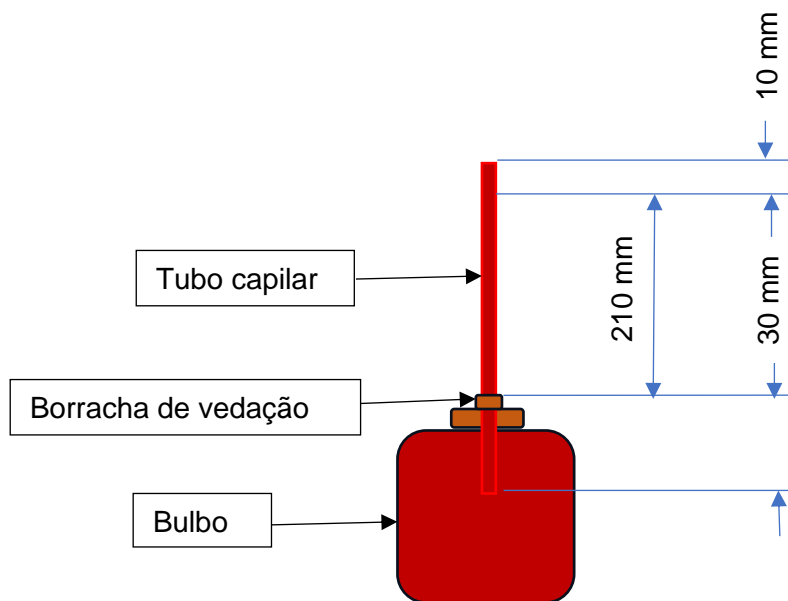 10 mm
Tubo capilar
210 mm
30 mm
Borracha de vedação
Bulbo